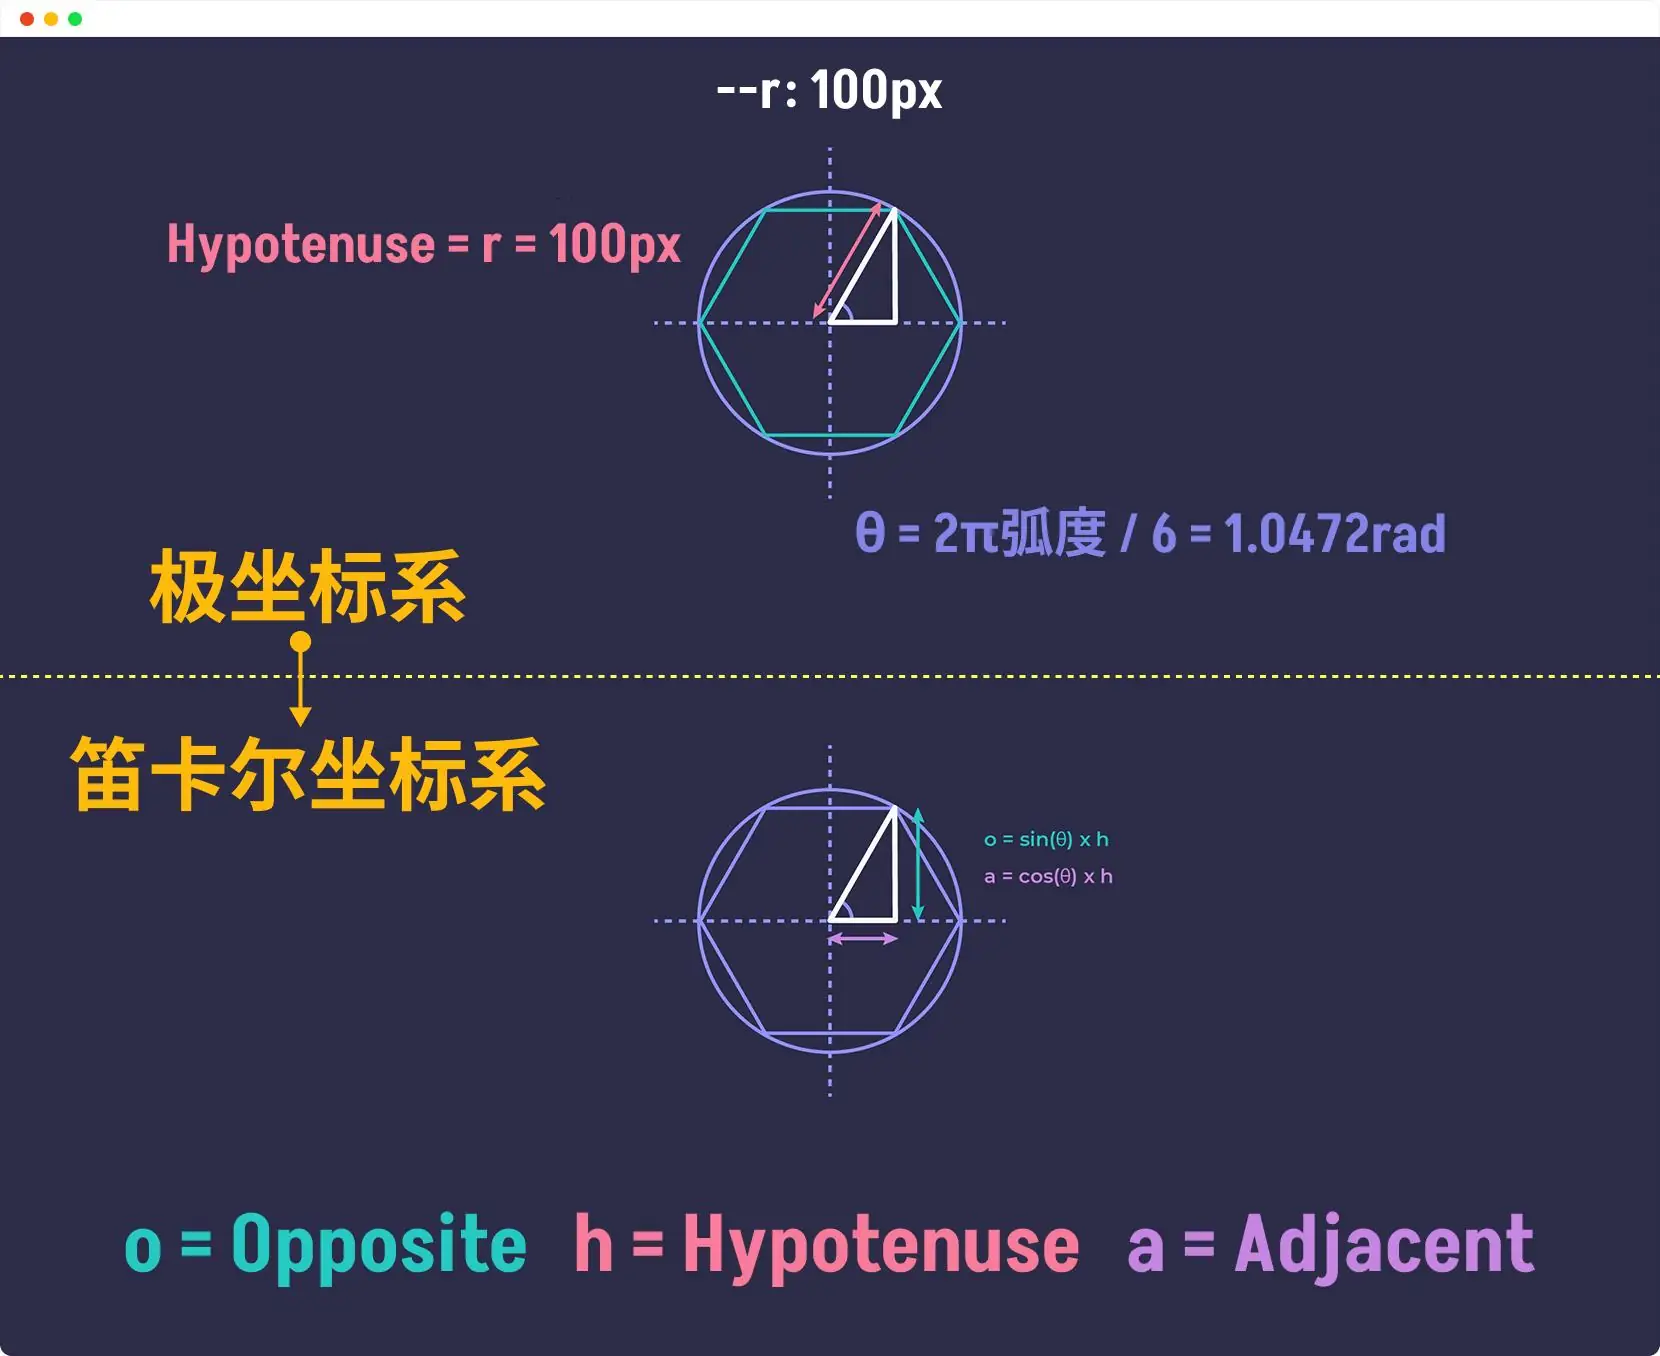 --r: 100px
Hypotenuse = r = 100px
θ = 2π弧度 / 6 = 1.0472rad
极坐标系
笛卡尔坐标系
o = sin(θ) x h
a = cos(θ) x h
o = Opposite h = Hypotenuse a = Adjacent